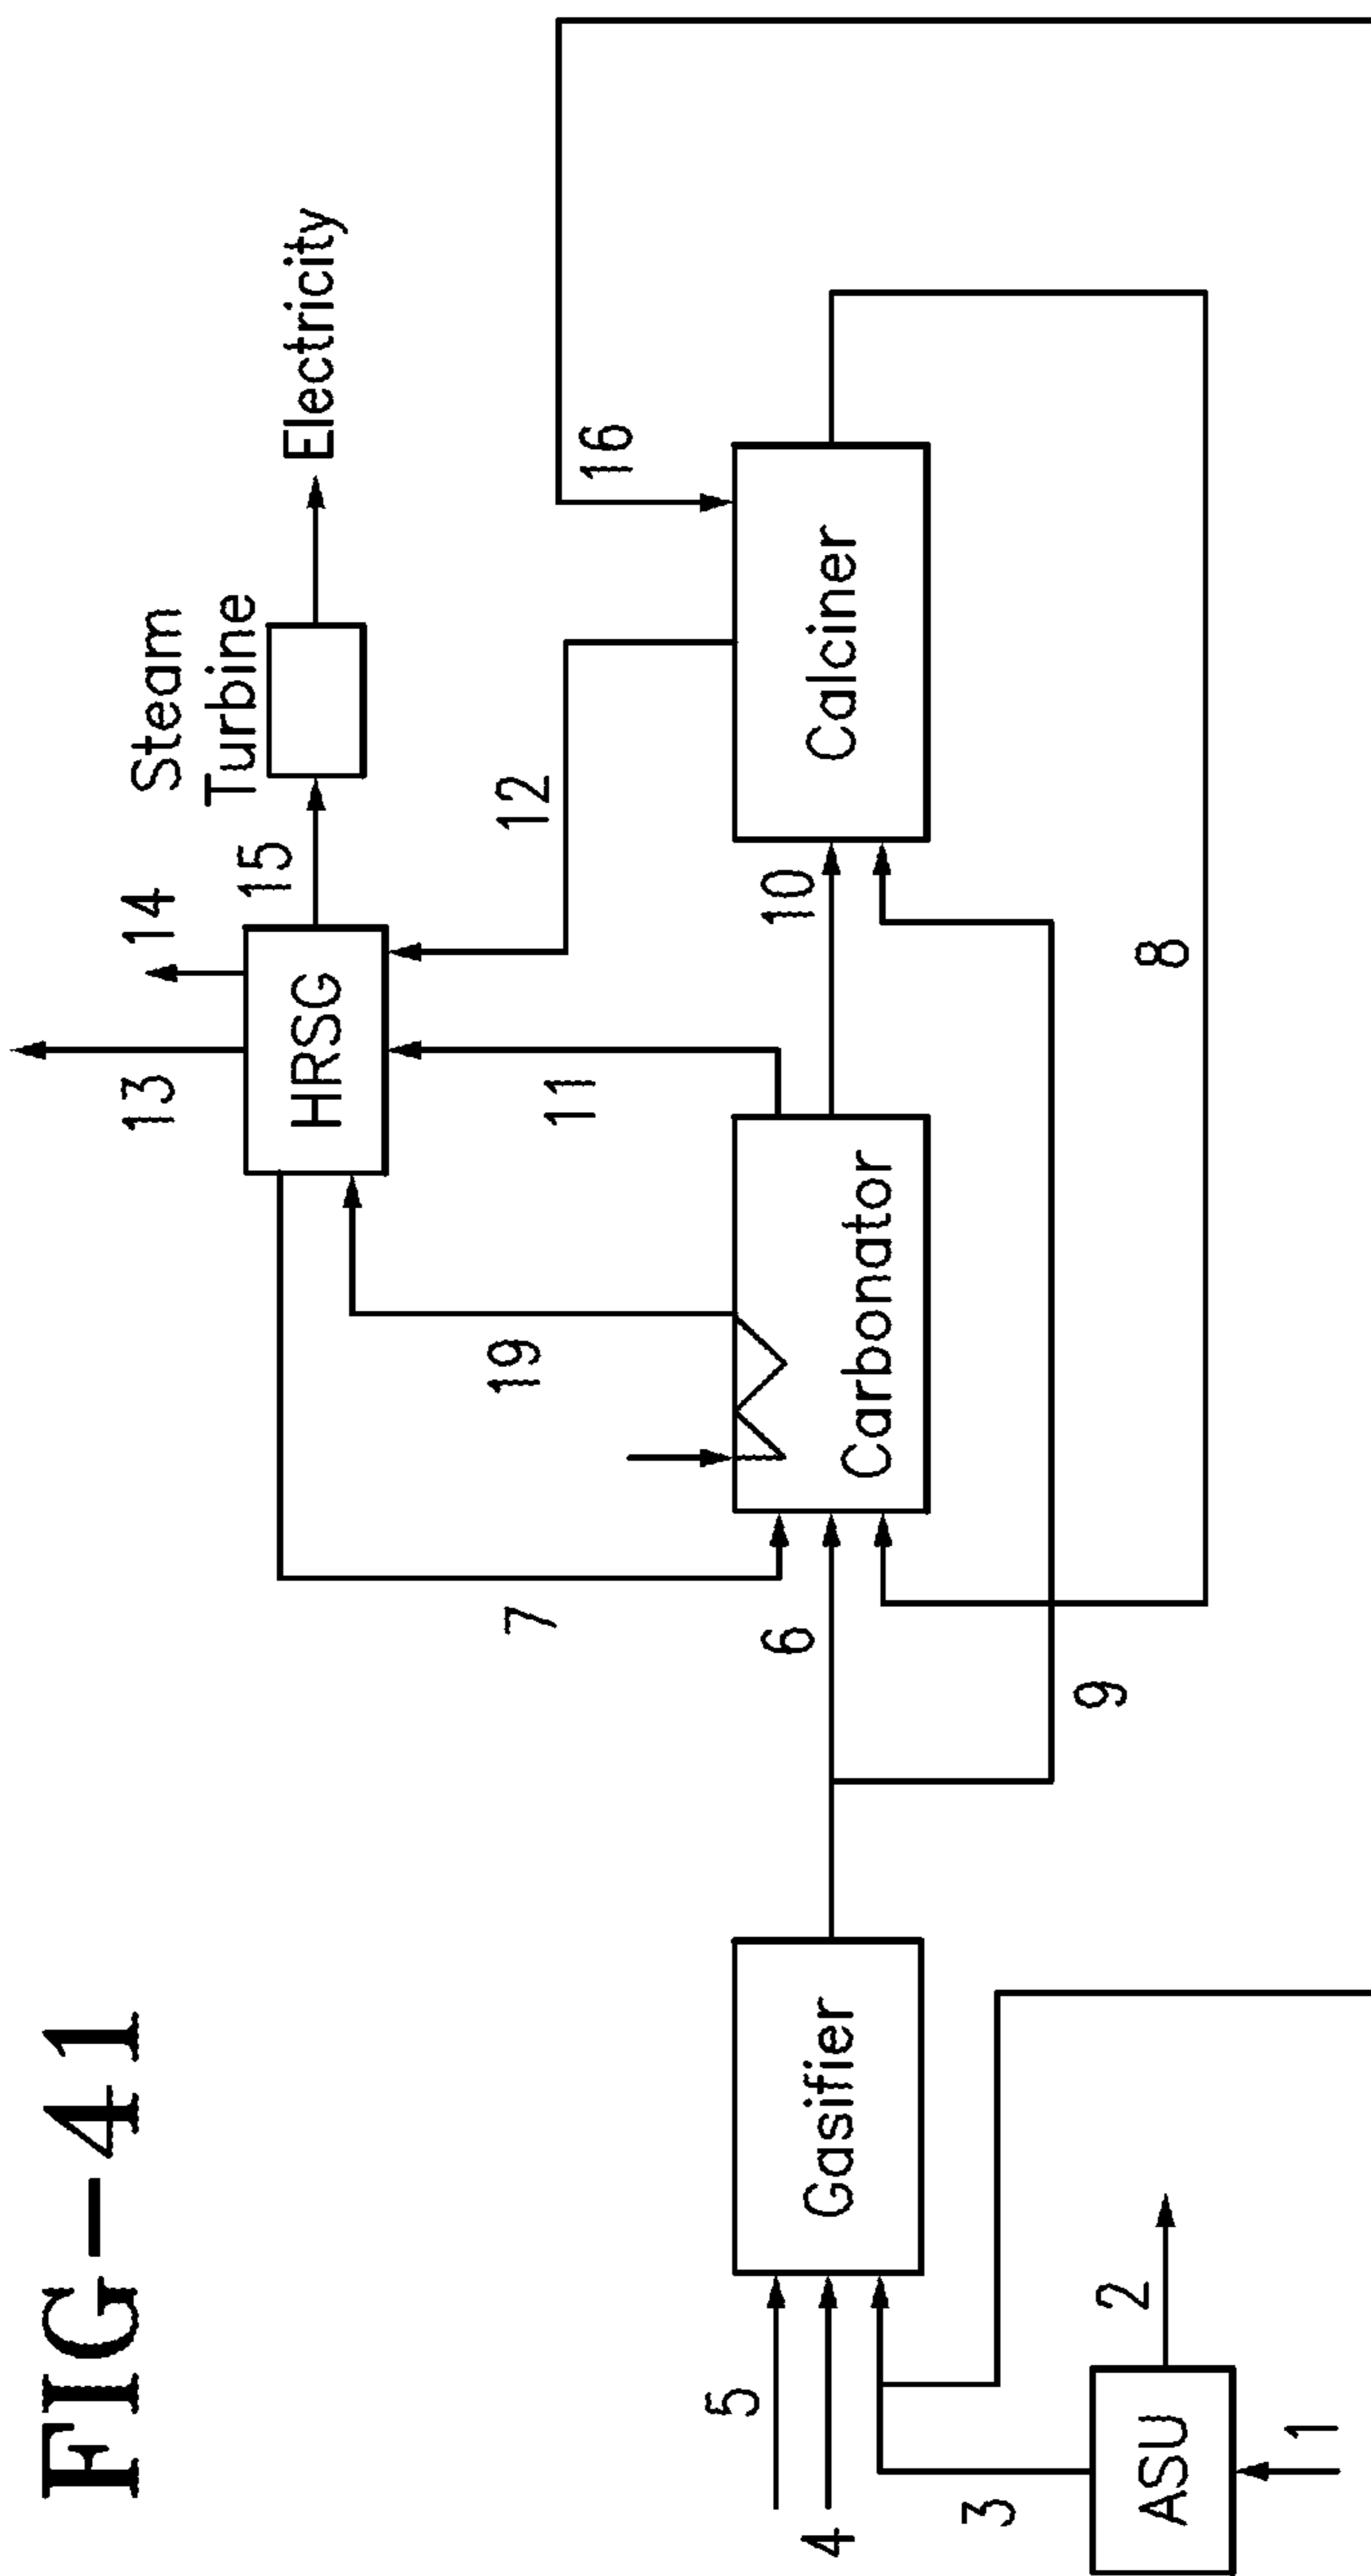 FIG-41
13
14
HRSG
15
Steam
Turbine
Electricity
7
19
11
12
16
5
4
Gasifier
6
Carbonator
10
Calciner
3
9
8
ASU
2
1